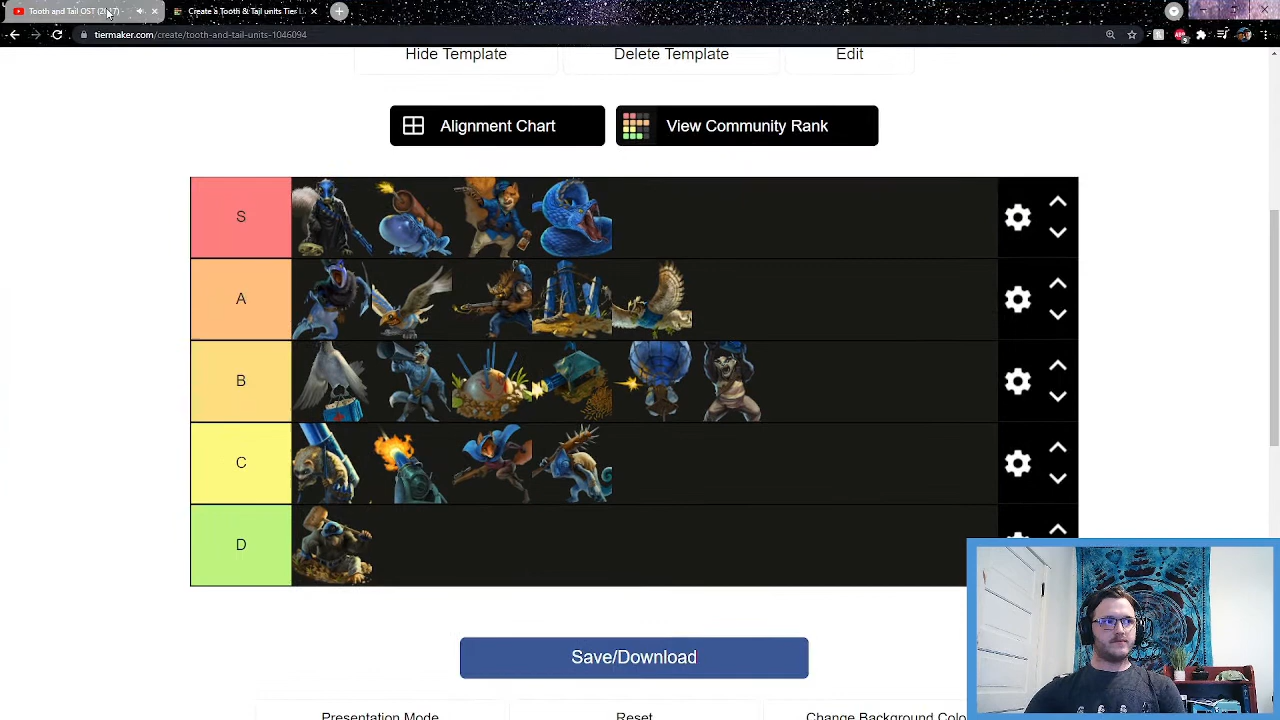 Tooth and Tail OST (2017) -
Create a Tooth & Tail units Tier L
tiermaker.com/create/tooth-and-tail-units-1046094
Hide Template
Delete Template
Edit
Alignment Chart
View Community Rank
S
A
B
C
D
Save/Download
Presentation Mode
Reset
Change Background Colo